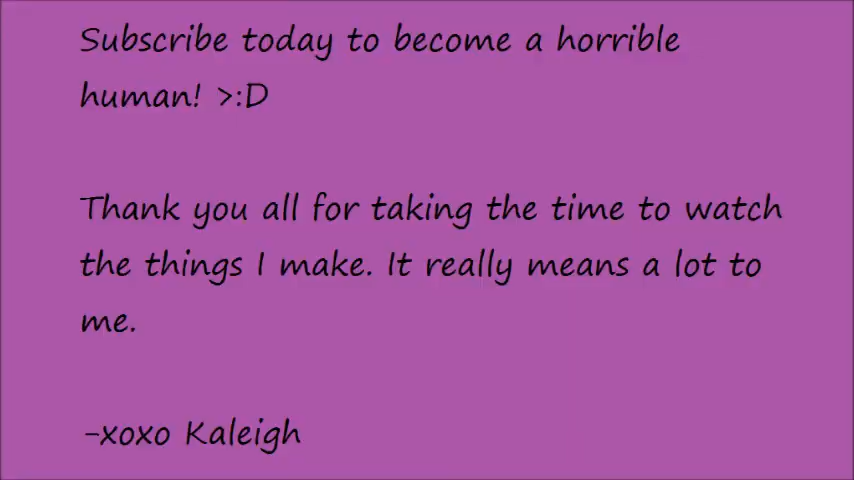 Subscribe today to become a horrible
human! >:D
Thank you all for taking the time to watch
the things I make. It really means a lot to
me.
-xoxo Kaleigh